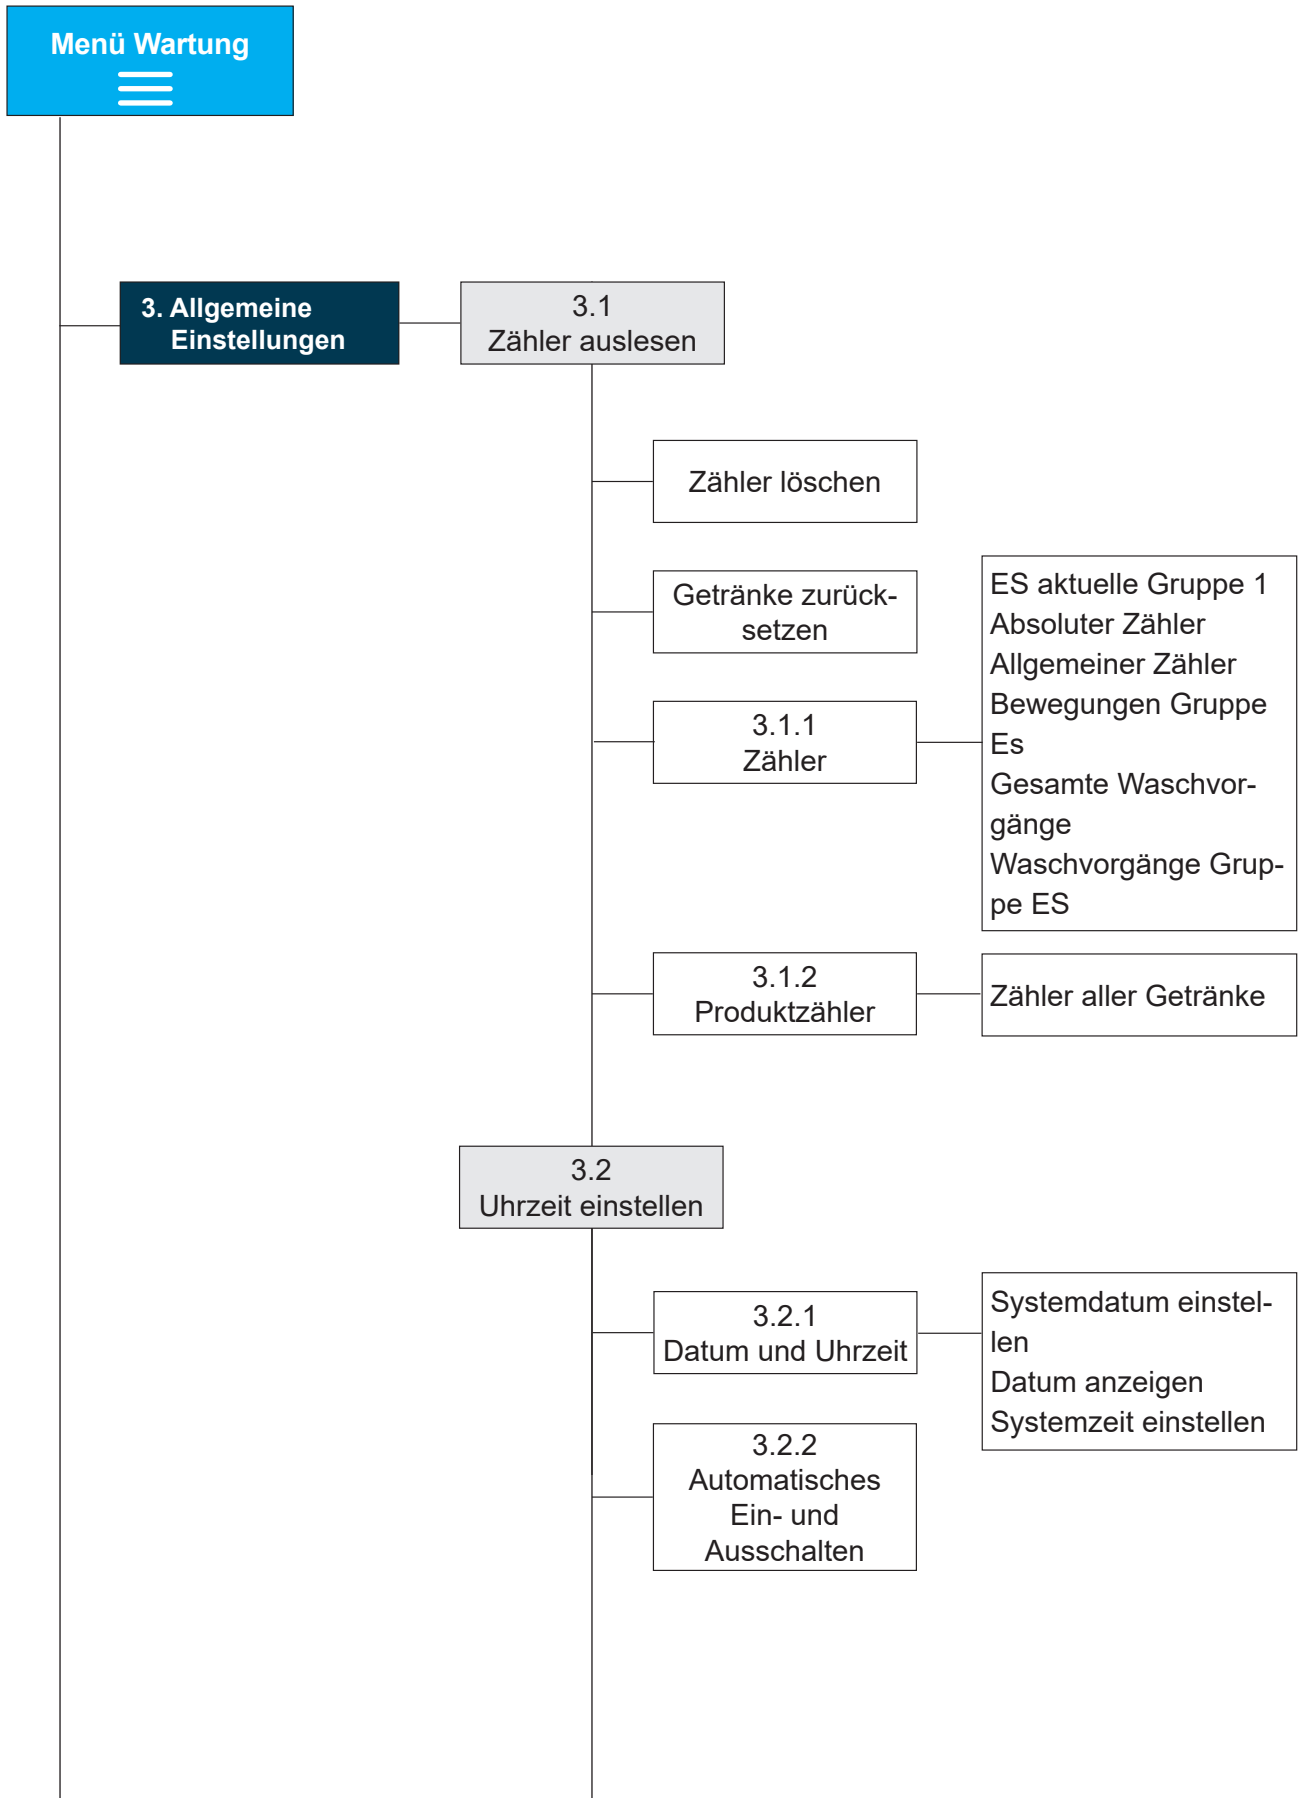 Menü Wartung
3. Allgemeine
Einstellungen
3.1
Zähler auslesen
Zähler löschen
Getränke zurück-
setzen
3.1.1
Zähler
ES aktuelle Gruppe 1
Absoluter Zähler
Allgemeiner Zähler
Bewegungen Gruppe
Es
Gesamte Waschvor-
gänge
Waschvorgänge Grup-
pe ES
3.1.2
Produktzähler
Zähler aller Getränke
3.2
Uhrzeit einstellen
3.2.1
Datum und Uhrzeit
Systemdatum einstel-
len
Datum anzeigen
Systemzeit einstellen
3.2.2
Automatisches
Ein- und
Ausschalten